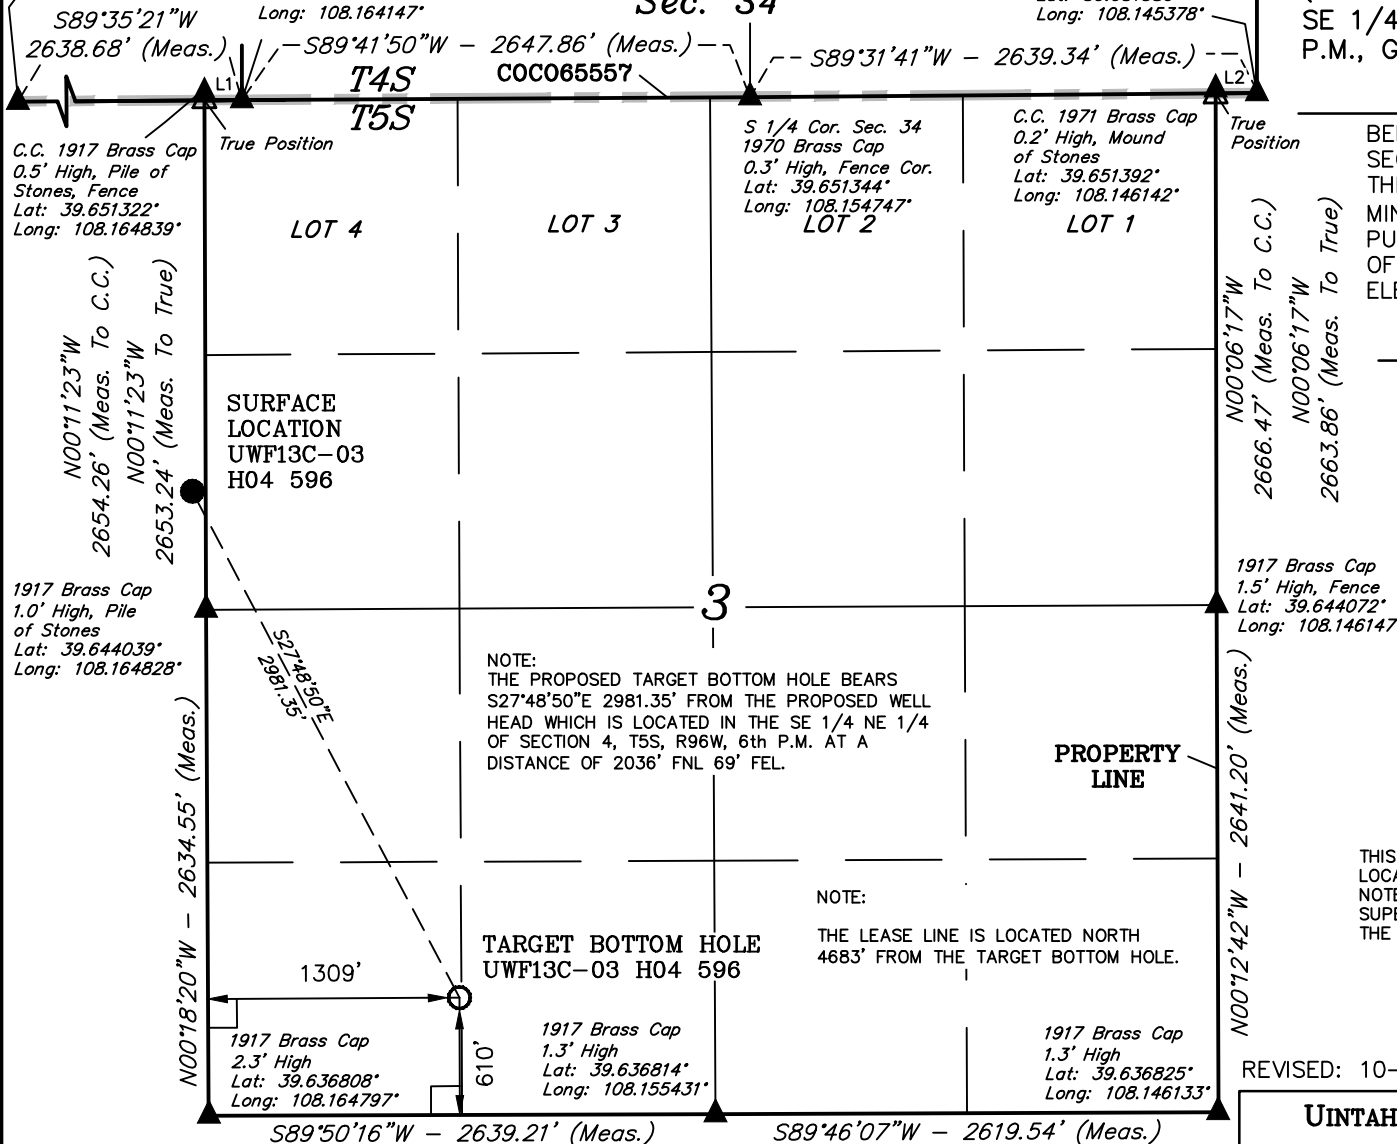 S89°35'21"W
2638.68' (Meas.)
Long: 108.164147°
Sec. 34
Long: 108.145378°
SE 1/4
P.M., G
S89°41'50"W - 2647.86' (Meas.)
S89°31'41"W - 2639.34' (Meas.)
COC065557
T4S
T5S
L1
L2
True Position
True
Position
C.C. 1917 Brass Cap
0.5' High, Pile of
Stones, Fence
Lat: 39.651322°
Long: 108.164839°
S 1/4 Cor. Sec. 34
1970 Brass Cap
0.3' High, Fence Cor.
Lat: 39.651344°
Long: 108.154747°
C.C. 1971 Brass Cap
0.2' High, Mound
of Stones
Lat: 39.651392°
Long: 108.146142°
LOT 4
LOT 3
LOT 2
LOT 1
N00°11'23"W
2654.26' (Meas. To C.C.)
N00°11'23"W
2653.24' (Meas. To True)
N00°06'17"W
2666.47' (Meas. To C.C.)
N00°06'17"W
2663.86' (Meas. To True)
SURFACE
LOCATION
UWF13C-03
H04 596
1917 Brass Cap
1.0' High, Pile
of Stones
Lat: 39.644039°
Long: 108.164828°
3
1917 Brass Cap
1.5' High, Fence
Lat: 39.644072°
Long: 108.146147
S27°48'50"E
2981.35'
NOTE:
THE PROPOSED TARGET BOTTOM HOLE BEARS
S27°48'50"E 2981.35' FROM THE PROPOSED WELL
HEAD WHICH IS LOCATED IN THE SE 1/4 NE 1/4
OF SECTION 4, T5S, R96W, 6th P.M. AT A
DISTANCE OF 2036' FNL 69' FEL.
PROPERTY
LINE
N00°18'20"W - 2634.55' (Meas.)
N00°12'42"W - 2641.20' (Meas.)
NOTE:
THE LEASE LINE IS LOCATED NORTH
4683' FROM THE TARGET BOTTOM HOLE.
TARGET BOTTOM HOLE
UWF13C-03 H04 596
1309'
610'
1917 Brass Cap
2.3' High
Lat: 39.636808°
Long: 108.164797°
1917 Brass Cap
1.3' High
Lat: 39.636814°
Long: 108.155431°
1917 Brass Cap
1.3' High
Lat: 39.636825°
Long: 108.146133°
S89°50'16"W - 2639.21' (Meas.)
S89°46'07"W - 2619.54' (Meas.)
MIN
PU
OF
ELE
THIS
LOCA
NOTE
SUPE
THE
REVISED: 10-
UINTAH